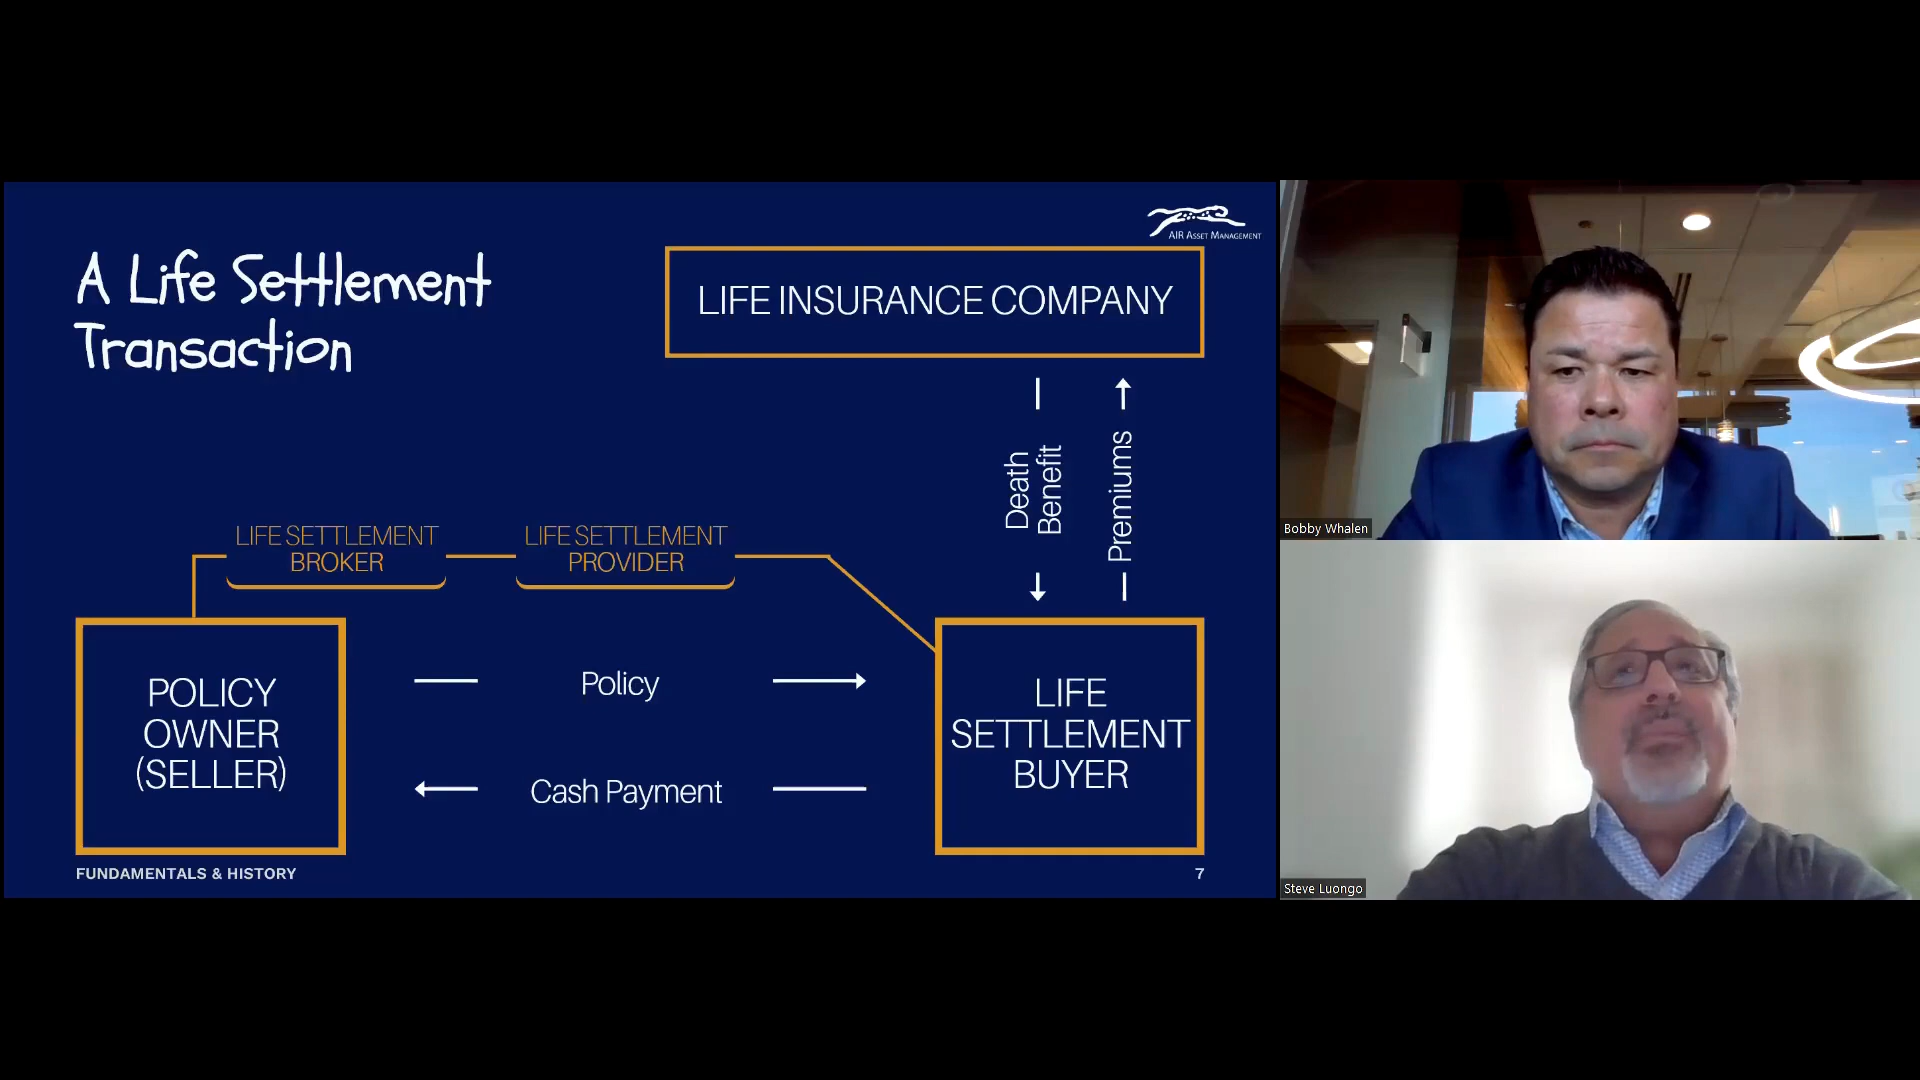 AIR ASSET MANAGEMENT
A Life Settlement
Transaction
LIFE INSURANCE COMPANY
Death
Benefit
Premiums
LIFE SETTLEMENT
BROKER
LIFE SETTLEMENT
PROVIDER
POLICY
OWNER
(SELLER)
Policy
Cash Payment
LIFE
SETTLEMENT
BUYER
FUNDAMENTALS & HISTORY
7
Bobby Whalen
Steve Luongo